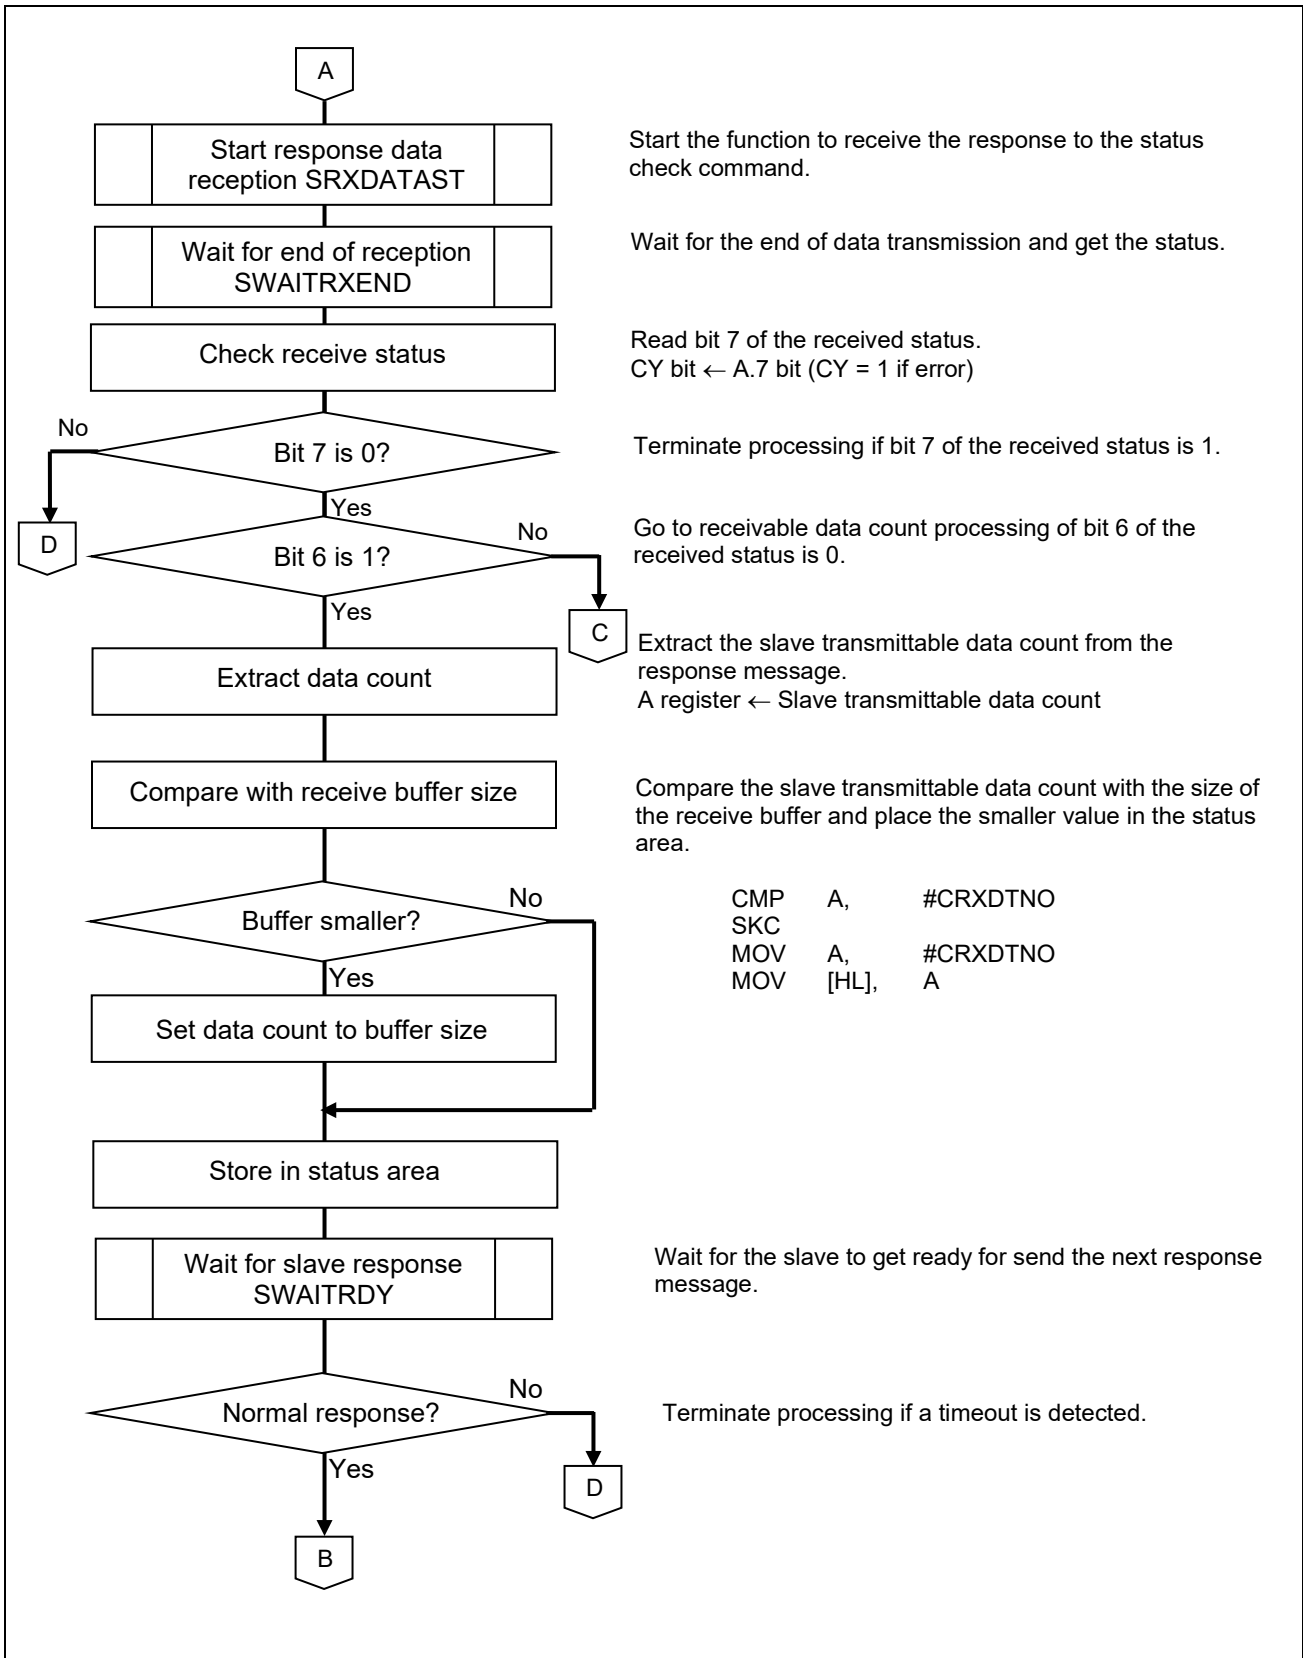 A
Start response data
reception SRXDATAST
Start the function to receive the response to the status
check command.
Wait for end of reception
SWAITRXEND
Wait for the end of data transmission and get the status.
Check receive status
Read bit 7 of the received status.
CY bit ← A.7 bit (CY = 1 if error)
No
Bit 7 is 0?
Terminate processing if bit 7 of the received status is 1.
Yes
D
No
Bit 6 is 1?
Go to receivable data count processing of bit 6 of the
received status is 0.
Yes
C
Extract data count
Extract the slave transmittable data count from the
response message.
A register ← Slave transmittable data count
Compare with receive buffer size
Compare the slave transmittable data count with the size of
the receive buffer and place the smaller value in the status
area.
No
Buffer smaller?
CMP A, #CRXDTNO
SKC
MOV A, #CRXDTNO
MOV [HL], A
Yes
Set data count to buffer size
Store in status area
Wait for slave response
SWAITRDY
Wait for the slave to get ready for send the next response
message.
No
Normal response?
Terminate processing if a timeout is detected.
Yes
D
B